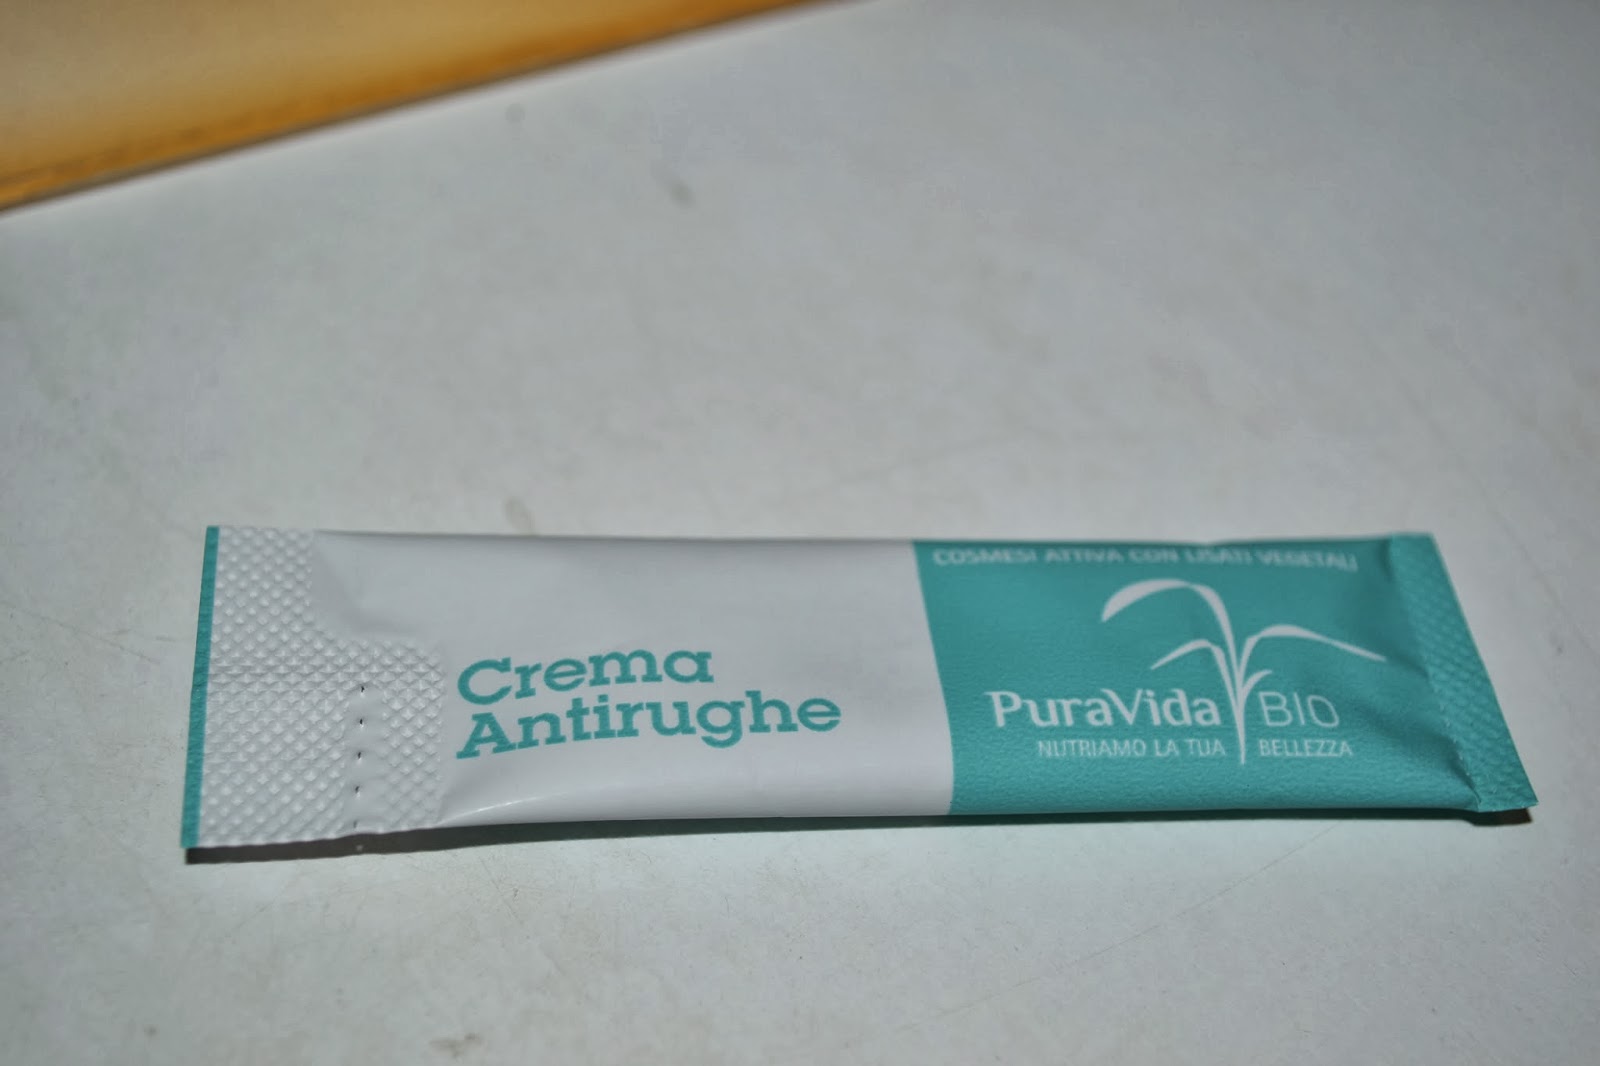 Crema
Antirughe
COSMESI ATTIVA CON LISATI VEGETALI
PuraVida BIO
NUTRIAMO LA TUA BELLEZZA